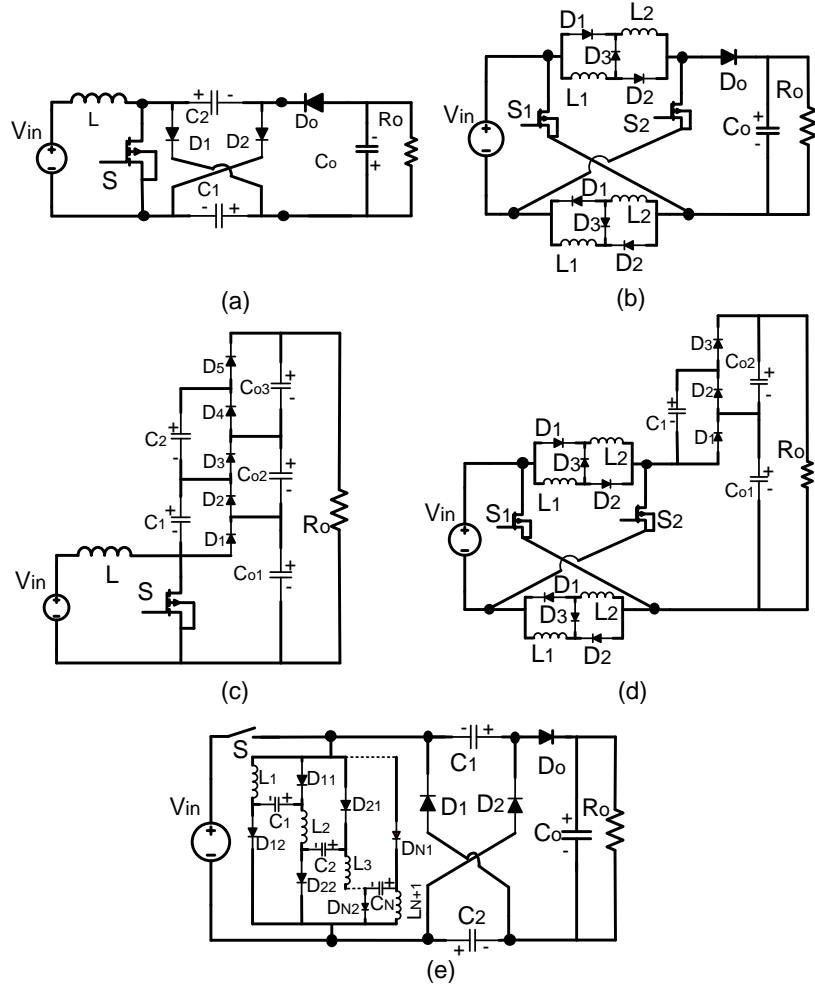 Vin L S + C2 - D1 D2 Do - Co + Ro C1 - +
(a)
Vin S1 D1 L2 D3 L1 D2 S2 Do Co + - Ro D1 L2 D3 L1 D2
(b)
Vin L S C1 + - C2 + - D1 D2 D3 D4 D5 Co1 + - Co2 + - Co3 + - Ro
(c)
Vin S1 D1 L2 D3 L1 D2 S2 C1 + - D1 D2 D3 Co1 + - Co2 + - Ro D1 L2 D3 L1 D2
(d)
Vin S L1 D11 D21 DN1 C1 - + D12 L2 C2 - + L3 D22 DN2 CN - + LN+1 - C1 + D1 D2 + C2 - Do Co + - Ro
(e)